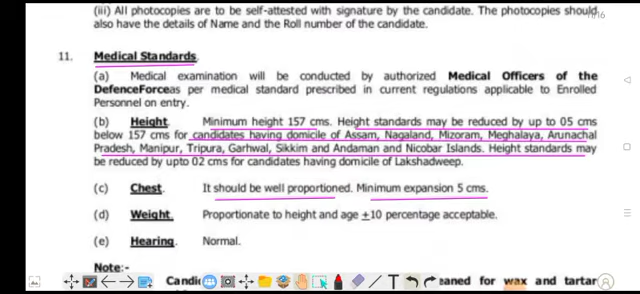 (iii) All photocopies are to be self-attested with signature by the candidate. The photocopies should
also have the details of Name and the Roll number of the candidate.
11. Medical Standards.
(a) Medical examination will be conducted by authorized Medical Officers of the
DefenceForceas per medical standard prescribed in current regulations applicable to Enrolled
Personnel on entry.
(b) Height. Minimum height 157 cms. Height standards may be reduced by up to 05 cms
below 157 cms for candidates having domicile of Assam, Nagaland, Mizoram, Meghalaya, Arunachal
Pradesh, Manipur, Tripura, Garhwal, Sikkim and Andaman and Nicobar Islands. Height standards may
be reduced by upto 02 cms for candidates having domicile of Lakshadweep.
(c) Chest. It should be well proportioned. Minimum expansion 5 cms.
(d) Weight. Proportionate to height and age ±10 percentage acceptable.
(e) Hearing. Normal.
Note:-
eaned for wax and tartar